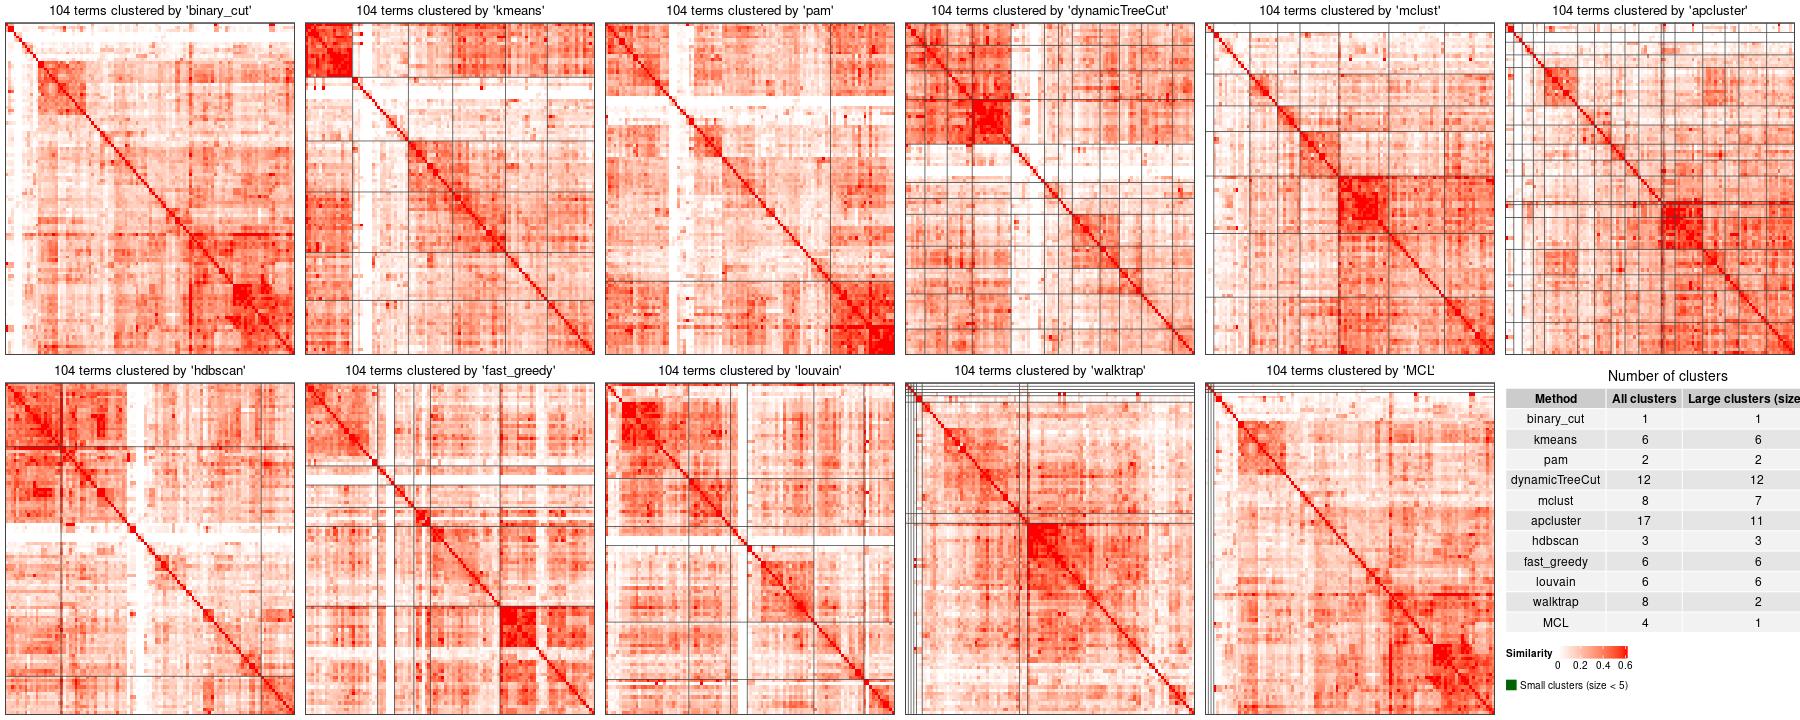 104 terms clustered by 'binary_cut'
104 terms clustered by 'kmeans'
104 terms clustered by 'pam'
104 terms clustered by 'dynamicTreeCut'
104 terms clustered by 'mclust'
104 terms clustered by 'apcluster'
104 terms clustered by 'hdbscan'
104 terms clustered by 'fast_greedy'
104 terms clustered by 'louvain'
104 terms clustered by 'walktrap'
104 terms clustered by 'MCL'
Number of clusters
Method All clusters Large clusters (size
binary_cut 1 1
kmeans 6 6
pam 2 2
dynamicTreeCut 12 12
mclust 8 7
apcluster 17 11
hdbscan 3 3
fast_greedy 6 6
louvain 6 6
walktrap 8 2
MCL 4 1
Similarity
0 0.2 0.4 0.6
Small clusters (size < 5)